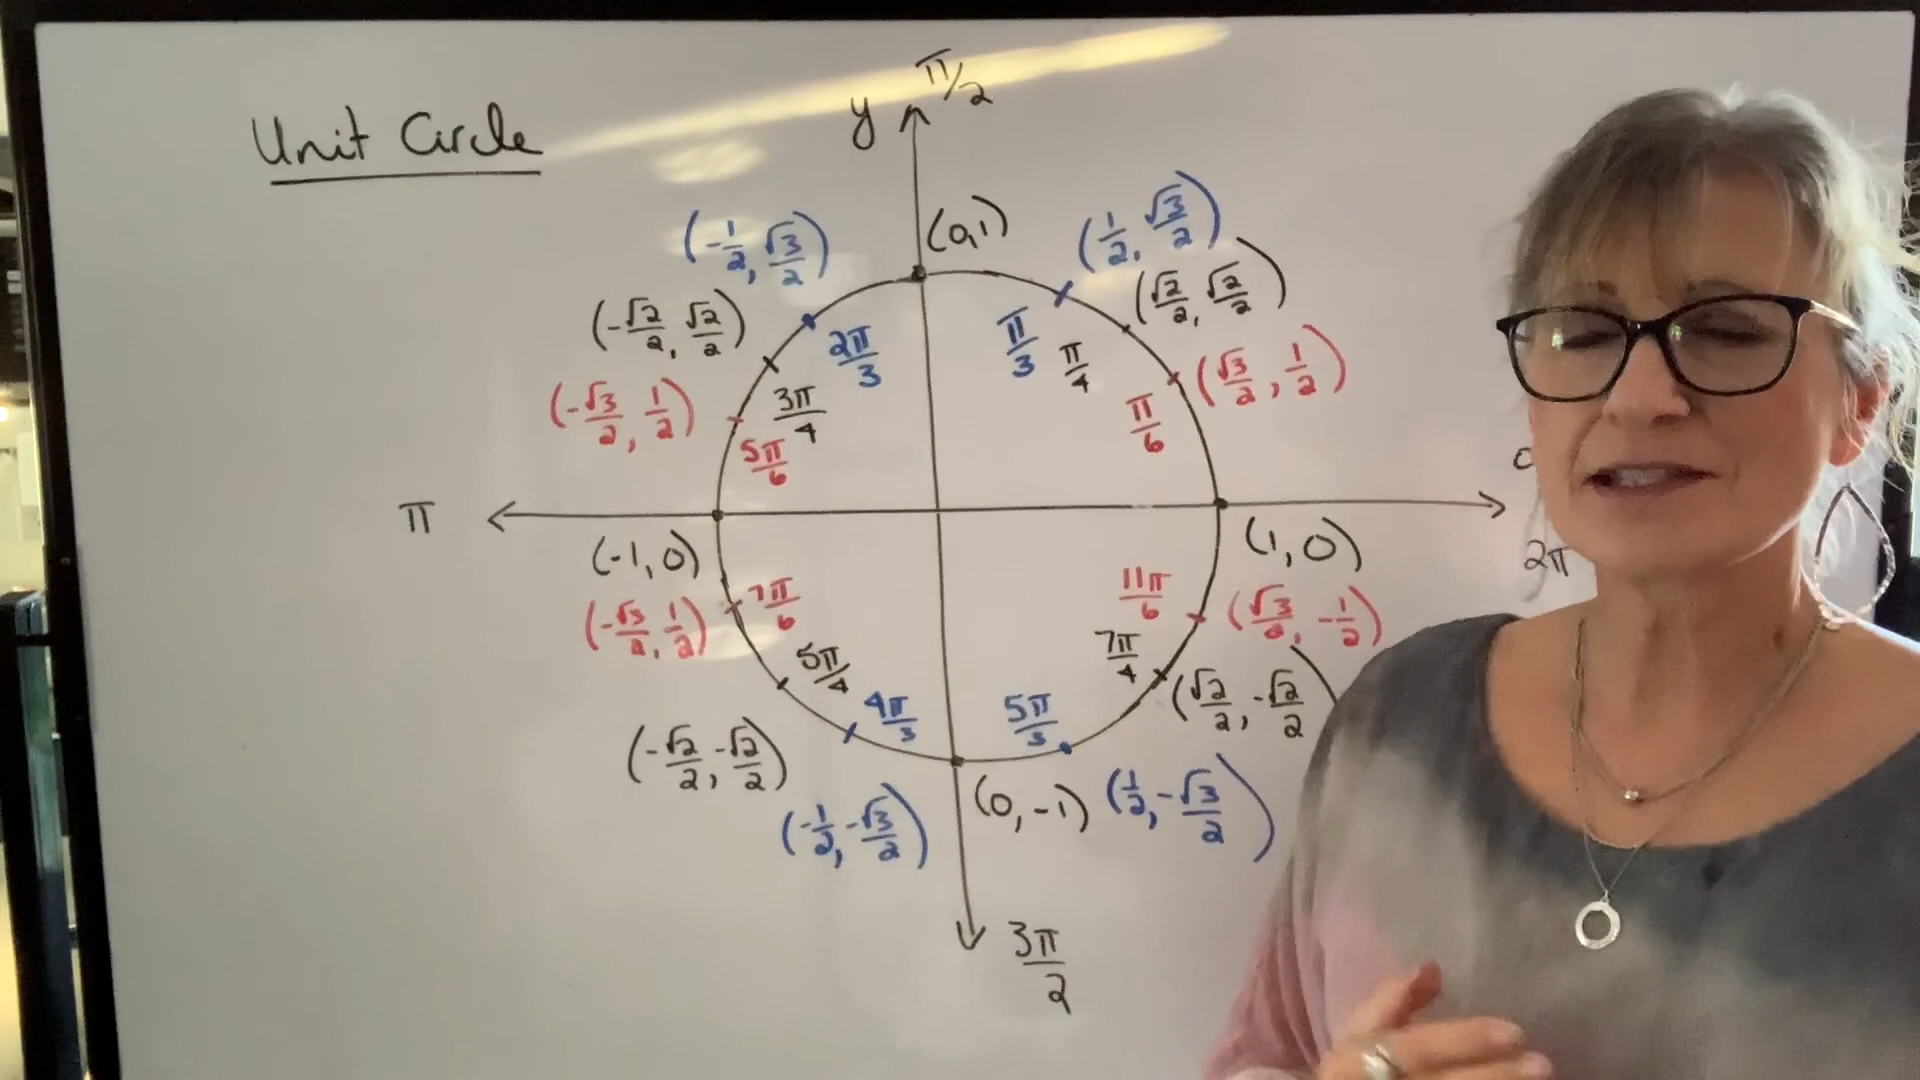 Unit Circle
π/2
y
(0,1)
(-1/2, √3/2)
(1/2, √3/2)
(-√2/2, √2/2)
(√2/2, √2/2)
2π/3
π/3
π/4
(-√3/2, 1/2)
3π/4
(√3/2, 1/2)
5π/6
π/6
π
(-1, 0)
(1, 0)
2π
(-√3/2, 1/2)
7π/6
11π/6
(√3/2, -1/2)
5π/4
7π/4
(-√2/2, -√2/2)
4π/3
5π/3
(√2/2, -√2/2
(-1/2, -√3/2)
(0, -1)
(1/2, -√3/2)
3π/2